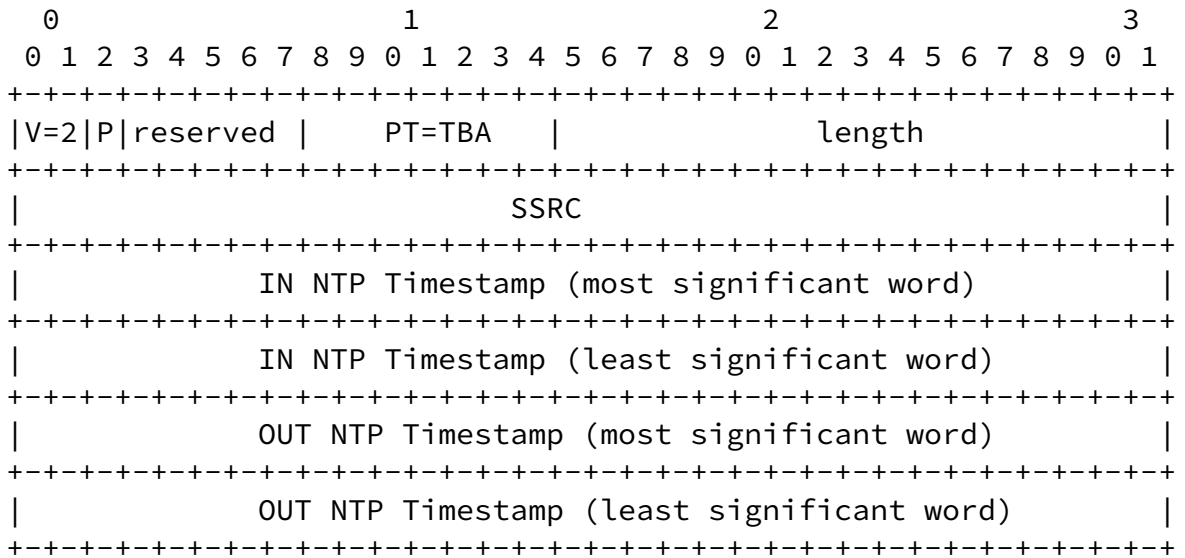 0                   1                   2                   3
 0 1 2 3 4 5 6 7 8 9 0 1 2 3 4 5 6 7 8 9 0 1 2 3 4 5 6 7 8 9 0 1
+-+-+-+-+-+-+-+-+-+-+-+-+-+-+-+-+-+-+-+-+-+-+-+-+-+-+-+-+-+-+-+-+
|V=2|P|reserved |    PT=TBA   |              length             |
+-+-+-+-+-+-+-+-+-+-+-+-+-+-+-+-+-+-+-+-+-+-+-+-+-+-+-+-+-+-+-+-+
|                            SSRC                               |
+-+-+-+-+-+-+-+-+-+-+-+-+-+-+-+-+-+-+-+-+-+-+-+-+-+-+-+-+-+-+-+-+
|             IN NTP Timestamp (most significant word)          |
+-+-+-+-+-+-+-+-+-+-+-+-+-+-+-+-+-+-+-+-+-+-+-+-+-+-+-+-+-+-+-+-+
|             IN NTP Timestamp (least significant word)         |
+-+-+-+-+-+-+-+-+-+-+-+-+-+-+-+-+-+-+-+-+-+-+-+-+-+-+-+-+-+-+-+-+
|             OUT NTP Timestamp (most significant word)         |
+-+-+-+-+-+-+-+-+-+-+-+-+-+-+-+-+-+-+-+-+-+-+-+-+-+-+-+-+-+-+-+-+
|             OUT NTP Timestamp (least significant word)        |
+-+-+-+-+-+-+-+-+-+-+-+-+-+-+-+-+-+-+-+-+-+-+-+-+-+-+-+-+-+-+-+-+